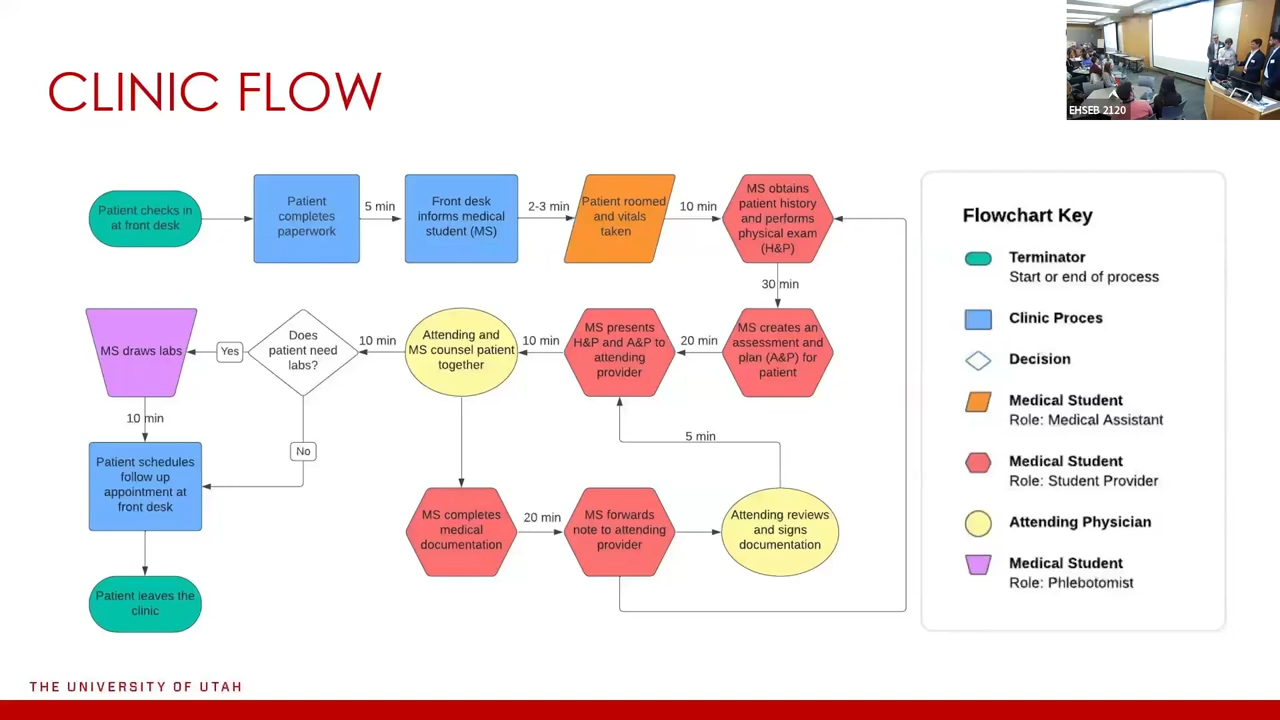 EHSEB 2120
CLINIC FLOW
Patient checks in
at front desk
Patient
completes
paperwork
5 min
Front desk
informs medical
student (MS)
2-3 min
Patient roomed
and vitals
taken
10 min
MS obtains
patient history
and performs
physical exam
(H&P)
30 min
MS creates an
assessment and
plan (A&P) for
patient
20 min
MS presents
H&P and A&P to
attending
provider
10 min
Attending and
MS counsel patient
together
10 min
Does
patient need
labs?
Yes
MS draws labs
10 min
No
Patient schedules
follow up
appointment at
front desk
Patient leaves the
clinic
MS completes
medical
documentation
20 min
MS forwards
note to attending
provider
Attending reviews
and signs
documentation
5 min
Flowchart Key
Terminator
Start or end of process
Clinic Proces
Decision
Medical Student
Role: Medical Assistant
Medical Student
Role: Student Provider
Attending Physician
Medical Student
Role: Phlebotomist
THE UNIVERSITY OF UTAH